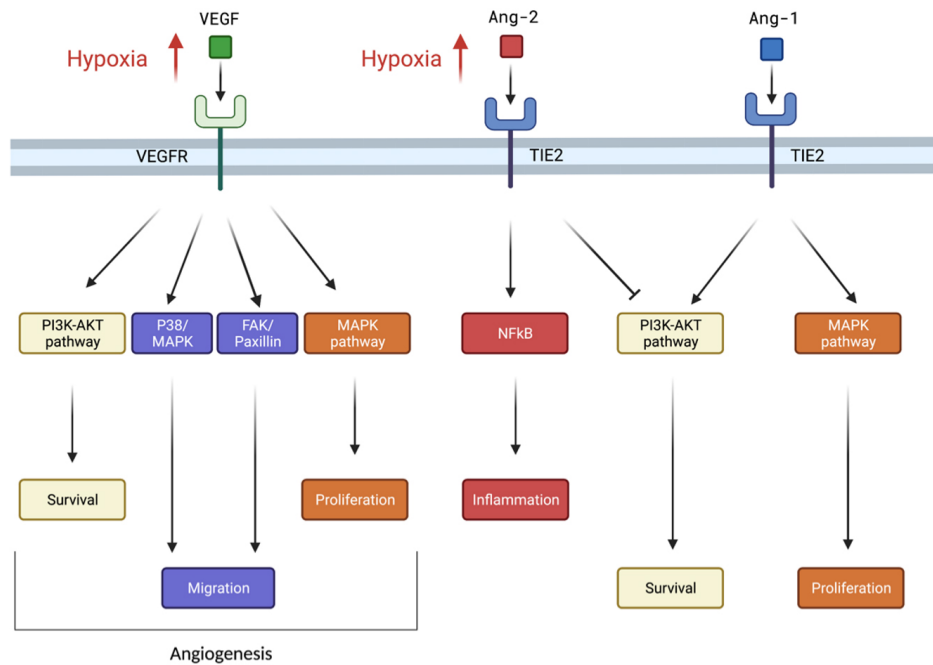 VEGF
Ang-2
Ang-1
Hypoxia
Hypoxia
VEGFR
TIE2
TIE2
PI3K-AKT
pathway
P38/
MAPK
FAK/
Paxillin
MAPK
pathway
NFkB
PI3K-AKT
pathway
MAPK
pathway
Survival
Proliferation
Inflammation
Migration
Survival
Proliferation
Angiogenesis